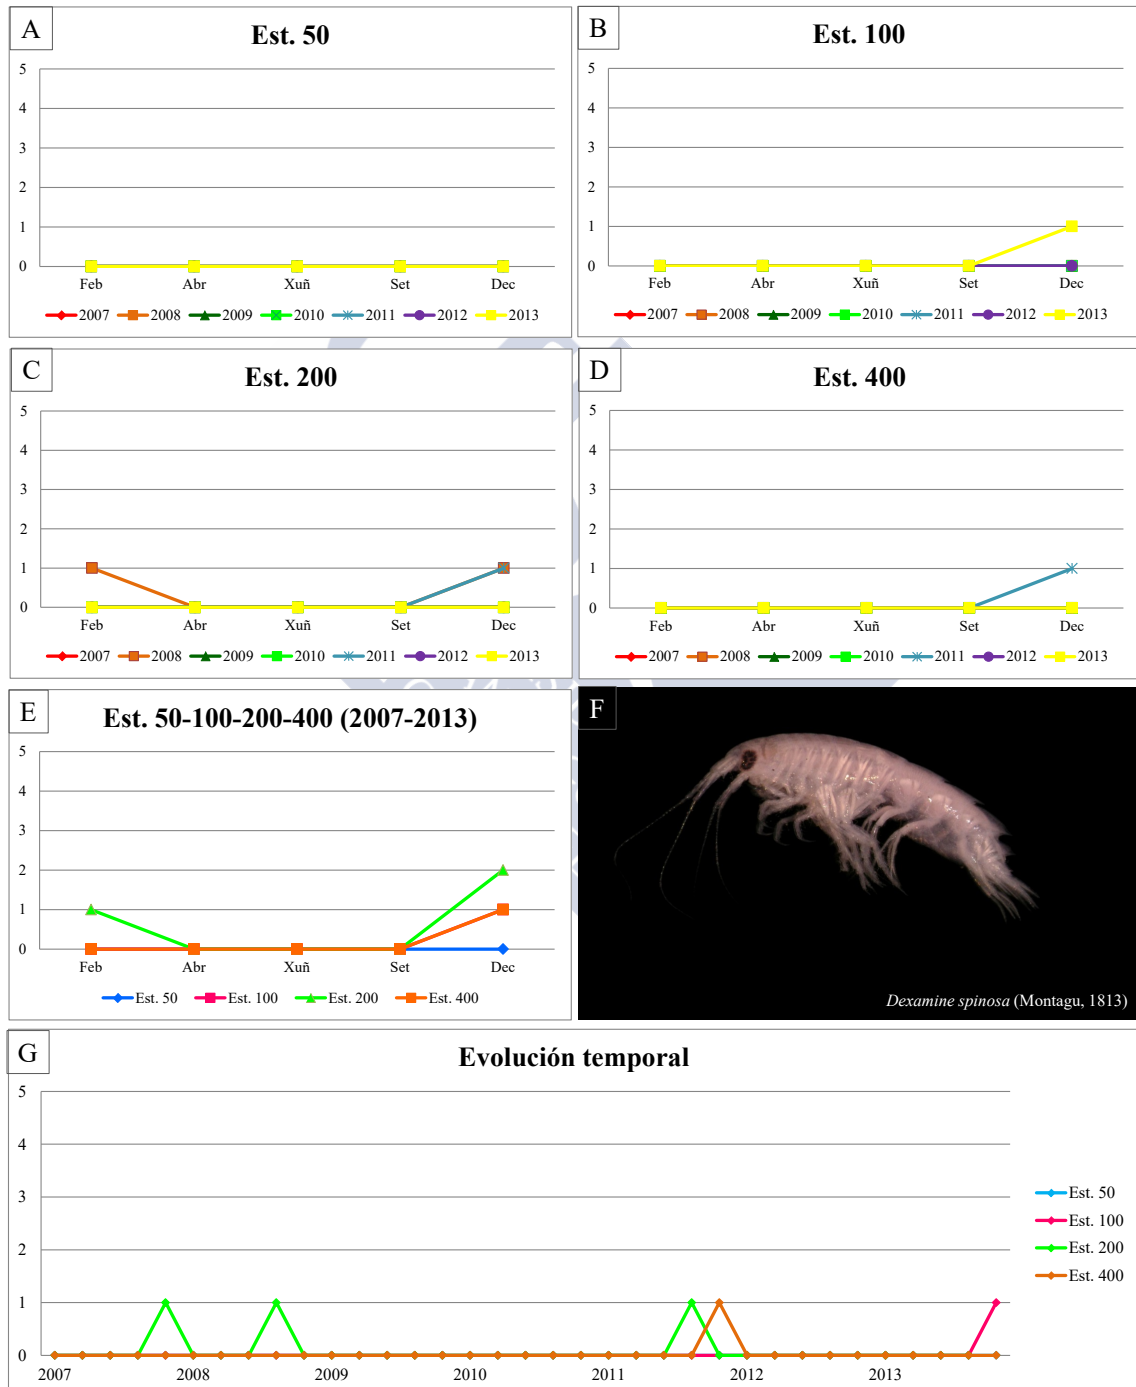 A
Est. 50
5
4
3
2
1
0
Feb Abr Xuñ Set Dec
2007 2008 2009 2010 2011 2012 2013
B
Est. 100
5
4
3
2
1
0
Feb Abr Xuñ Set Dec
2007 2008 2009 2010 2011 2012 2013
C
Est. 200
5
4
3
2
1
0
Feb Abr Xuñ Set Dec
2007 2008 2009 2010 2011 2012 2013
D
Est. 400
5
4
3
2
1
0
Feb Abr Xuñ Set Dec
2007 2008 2009 2010 2011 2012 2013
E
Est. 50-100-200-400 (2007-2013)
5
4
3
2
1
0
Feb Abr Xuñ Set Dec
Est. 50 Est. 100 Est. 200 Est. 400
F
Dexamine spinosa (Montagu, 1813)
G
Evolución temporal
5
4
3
2
1
0
2007 2008 2009 2010 2011 2012 2013
Est. 50
Est. 100
Est. 200
Est. 400